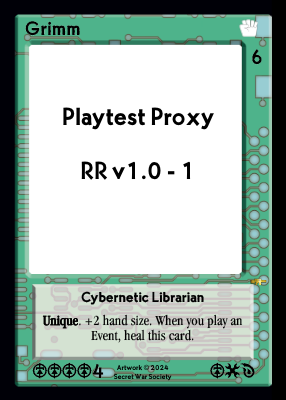 Grimm
6
Playtest Proxy
RR v1.0 - 1
Cybernetic Librarian
Unique. +2 hand size. When you play an
Event, heal this card.
4
Artwork © 2024
Secret War Society